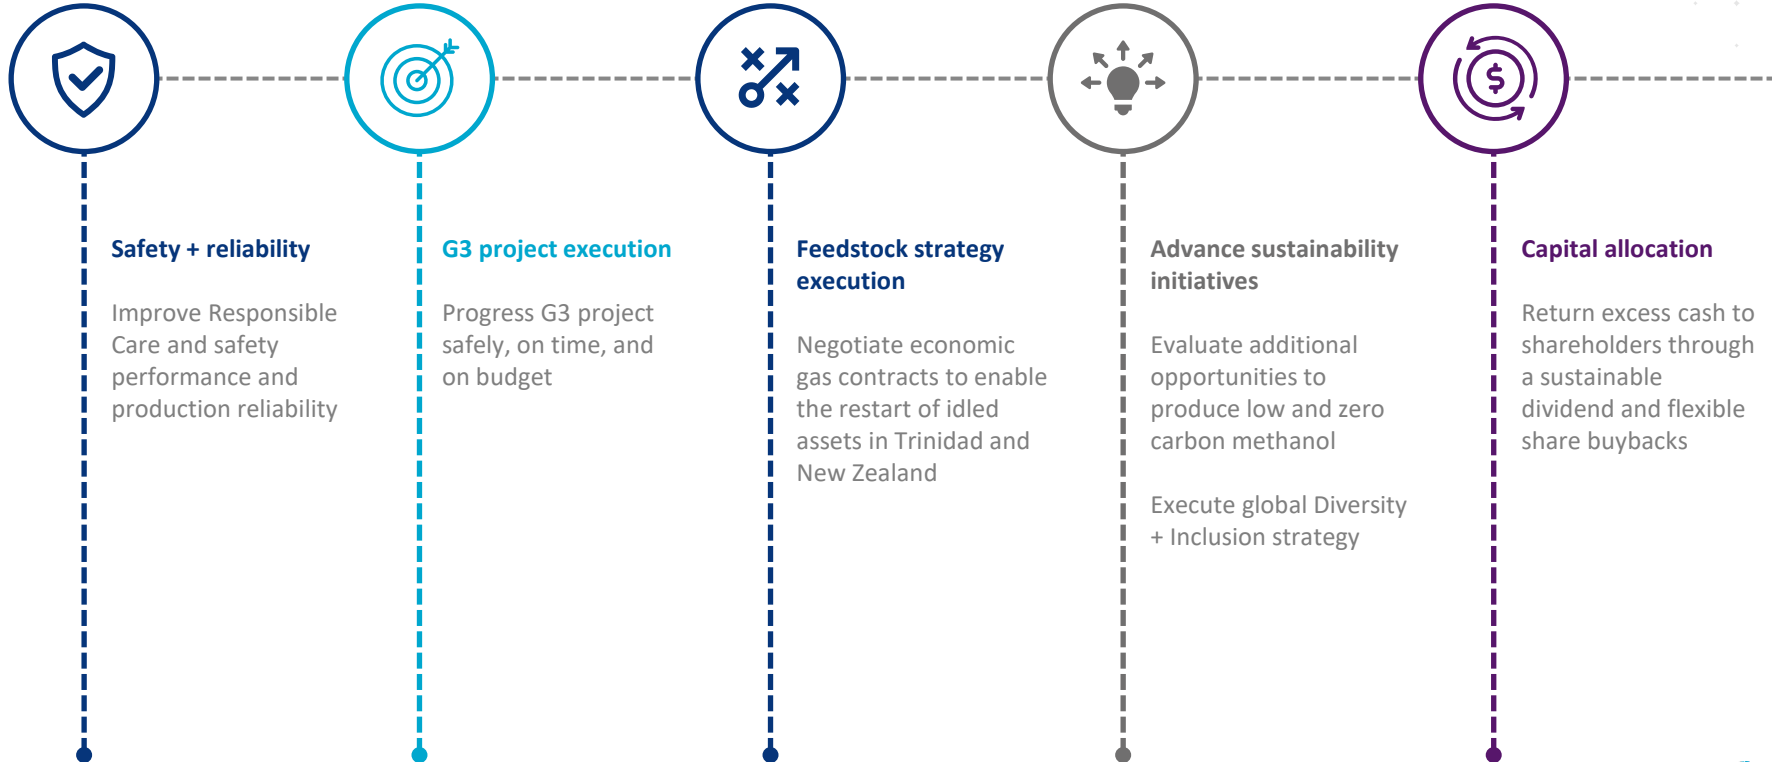 Safety + reliability
Improve Responsible
Care and safety
performance and
production reliability
G3 project execution
Progress G3 project
safely, on time, and
on budget
Feedstock strategy
execution
Negotiate economic
gas contracts to enable
the restart of idled
assets in Trinidad and
New Zealand
Advance sustainability
initiatives
Evaluate additional
opportunities to
produce low and zero
carbon methanol
Execute global Diversity
+ Inclusion strategy
$
Capital allocation
Return excess cash to
shareholders through
a sustainable
dividend and flexible
share buybacks